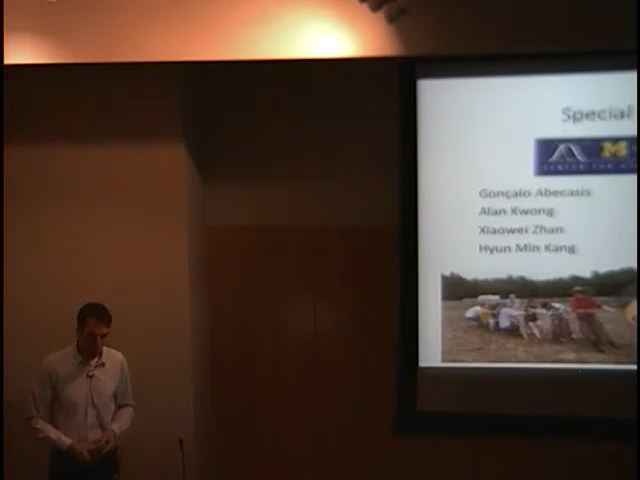 Special
M
Gonçalo Abecasis
Alan Kwong
Xiaowei Zhan
Hyun Min Kang